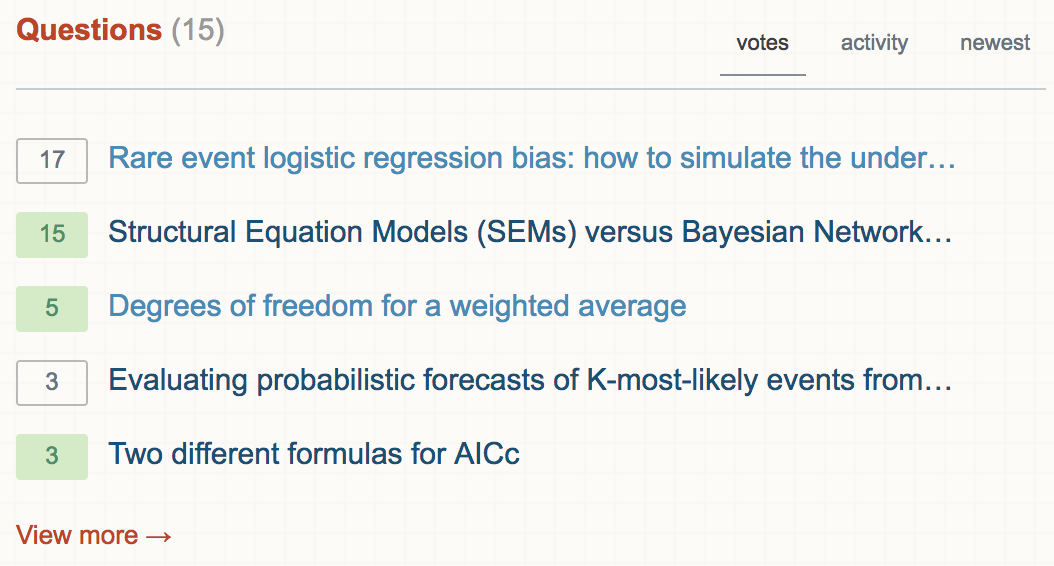 Questions (15)
votes activity newest
17 Rare event logistic regression bias: how to simulate the under…
15 Structural Equation Models (SEMs) versus Bayesian Network…
5 Degrees of freedom for a weighted average
3 Evaluating probabilistic forecasts of K-most-likely events from…
3 Two different formulas for AICc
View more →